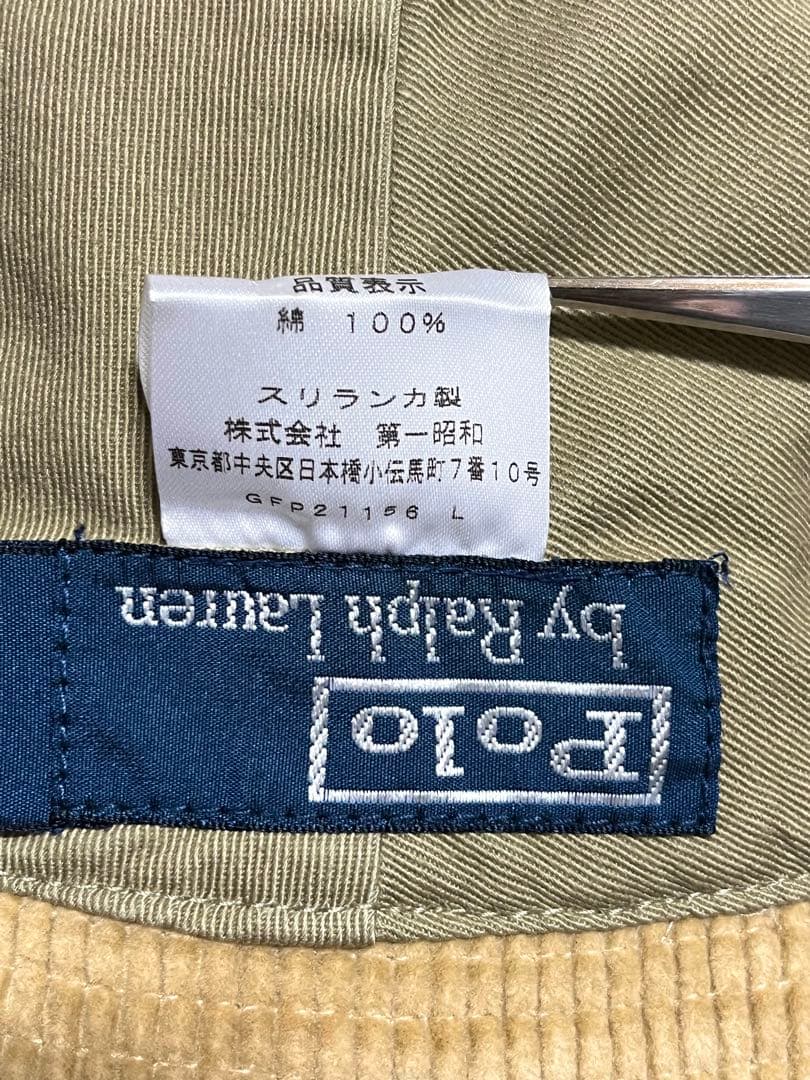 品質表示
綿 100%
スリランカ製
株式会社 第一昭和
東京都中央区日本橋小伝馬町7番10号
GFP21156 L
Polo
by Ralph Lauren